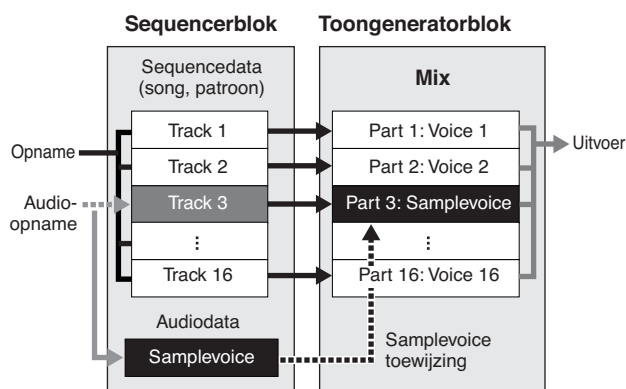 Sequencerblok
Toongeneratorblok
Sequencedata
(song, patroon)
Mix
Opname
Track 1
Part 1: Voice 1
Uitvoer
Track 2
Part 2: Voice 2
Audio-
opname
Track 3
Part 3: Samplevoice
⋮
⋮
Track 16
Part 16: Voice 16
Audiodata
Samplevoice
Samplevoice
toewijzing